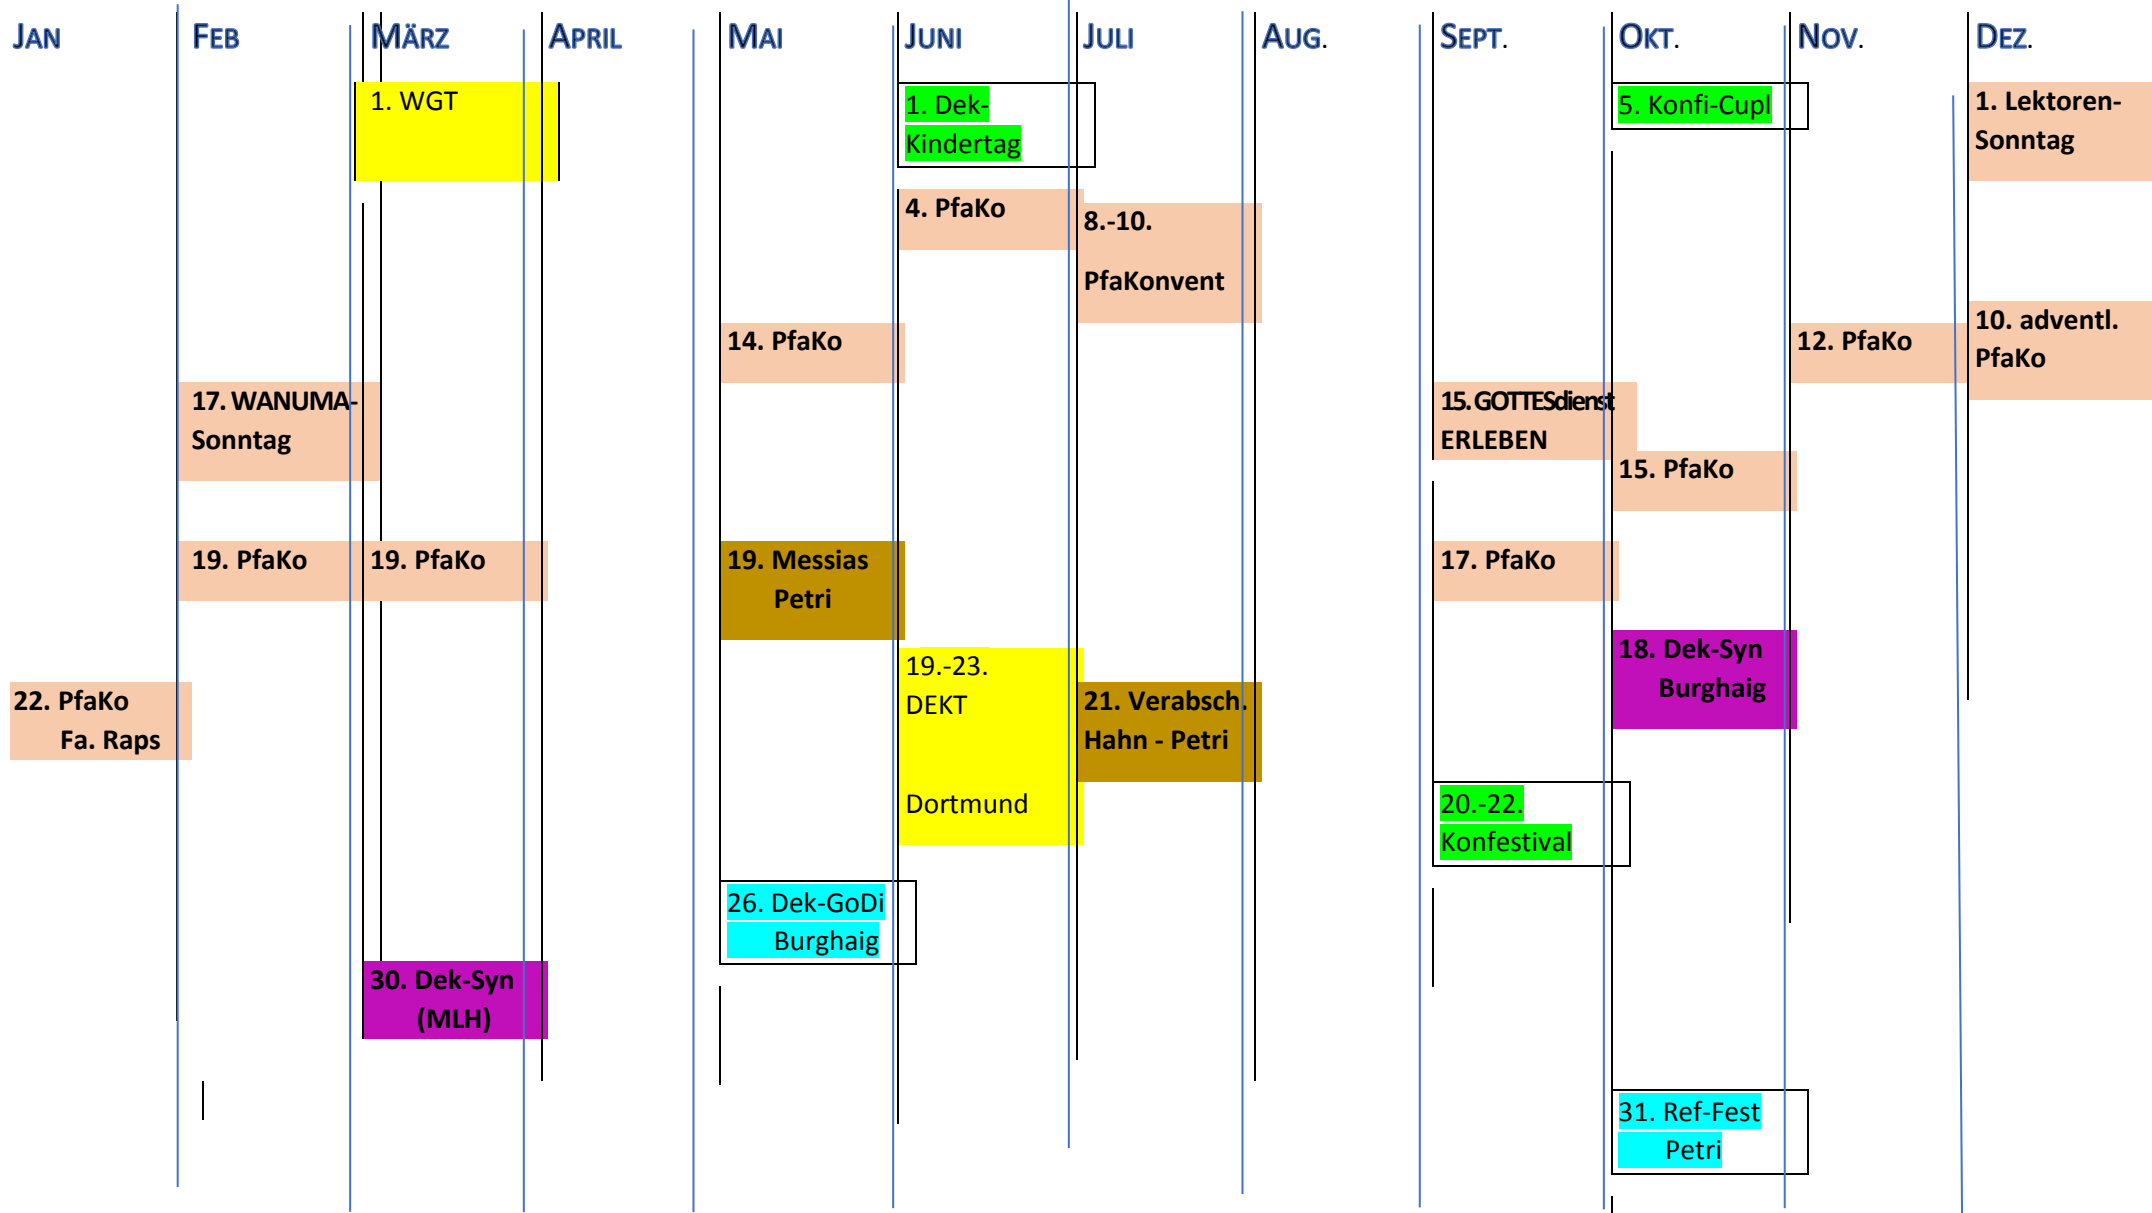 JAN
FEB
MÄRZ
APRIL
MAI
JUNI
JULI
AUG.
SEPT.
OKT.
NOV.
DEZ.
22. PfaKo
Fa. Raps
17. WANUMA-
Sonntag
19. PfaKo
1. WGT
19. PfaKo
30. Dek-Syn
(MLH)
14. PfaKo
19. Messias
Petri
26. Dek-GoDi
Burghaig
1. Dek-
Kindertag
4. PfaKo
19.-23.
DEKT
Dortmund
8.-10.
PfaKonvent
21. Verabsch.
Hahn - Petri
15. GOTTESdienst
ERLEBEN
17. PfaKo
20.-22.
Konfestival
5. Konfi-Cupl
15. PfaKo
18. Dek-Syn
Burghaig
31. Ref-Fest
Petri
12. PfaKo
1. Lektoren-
Sonntag
10. adventl.
PfaKo